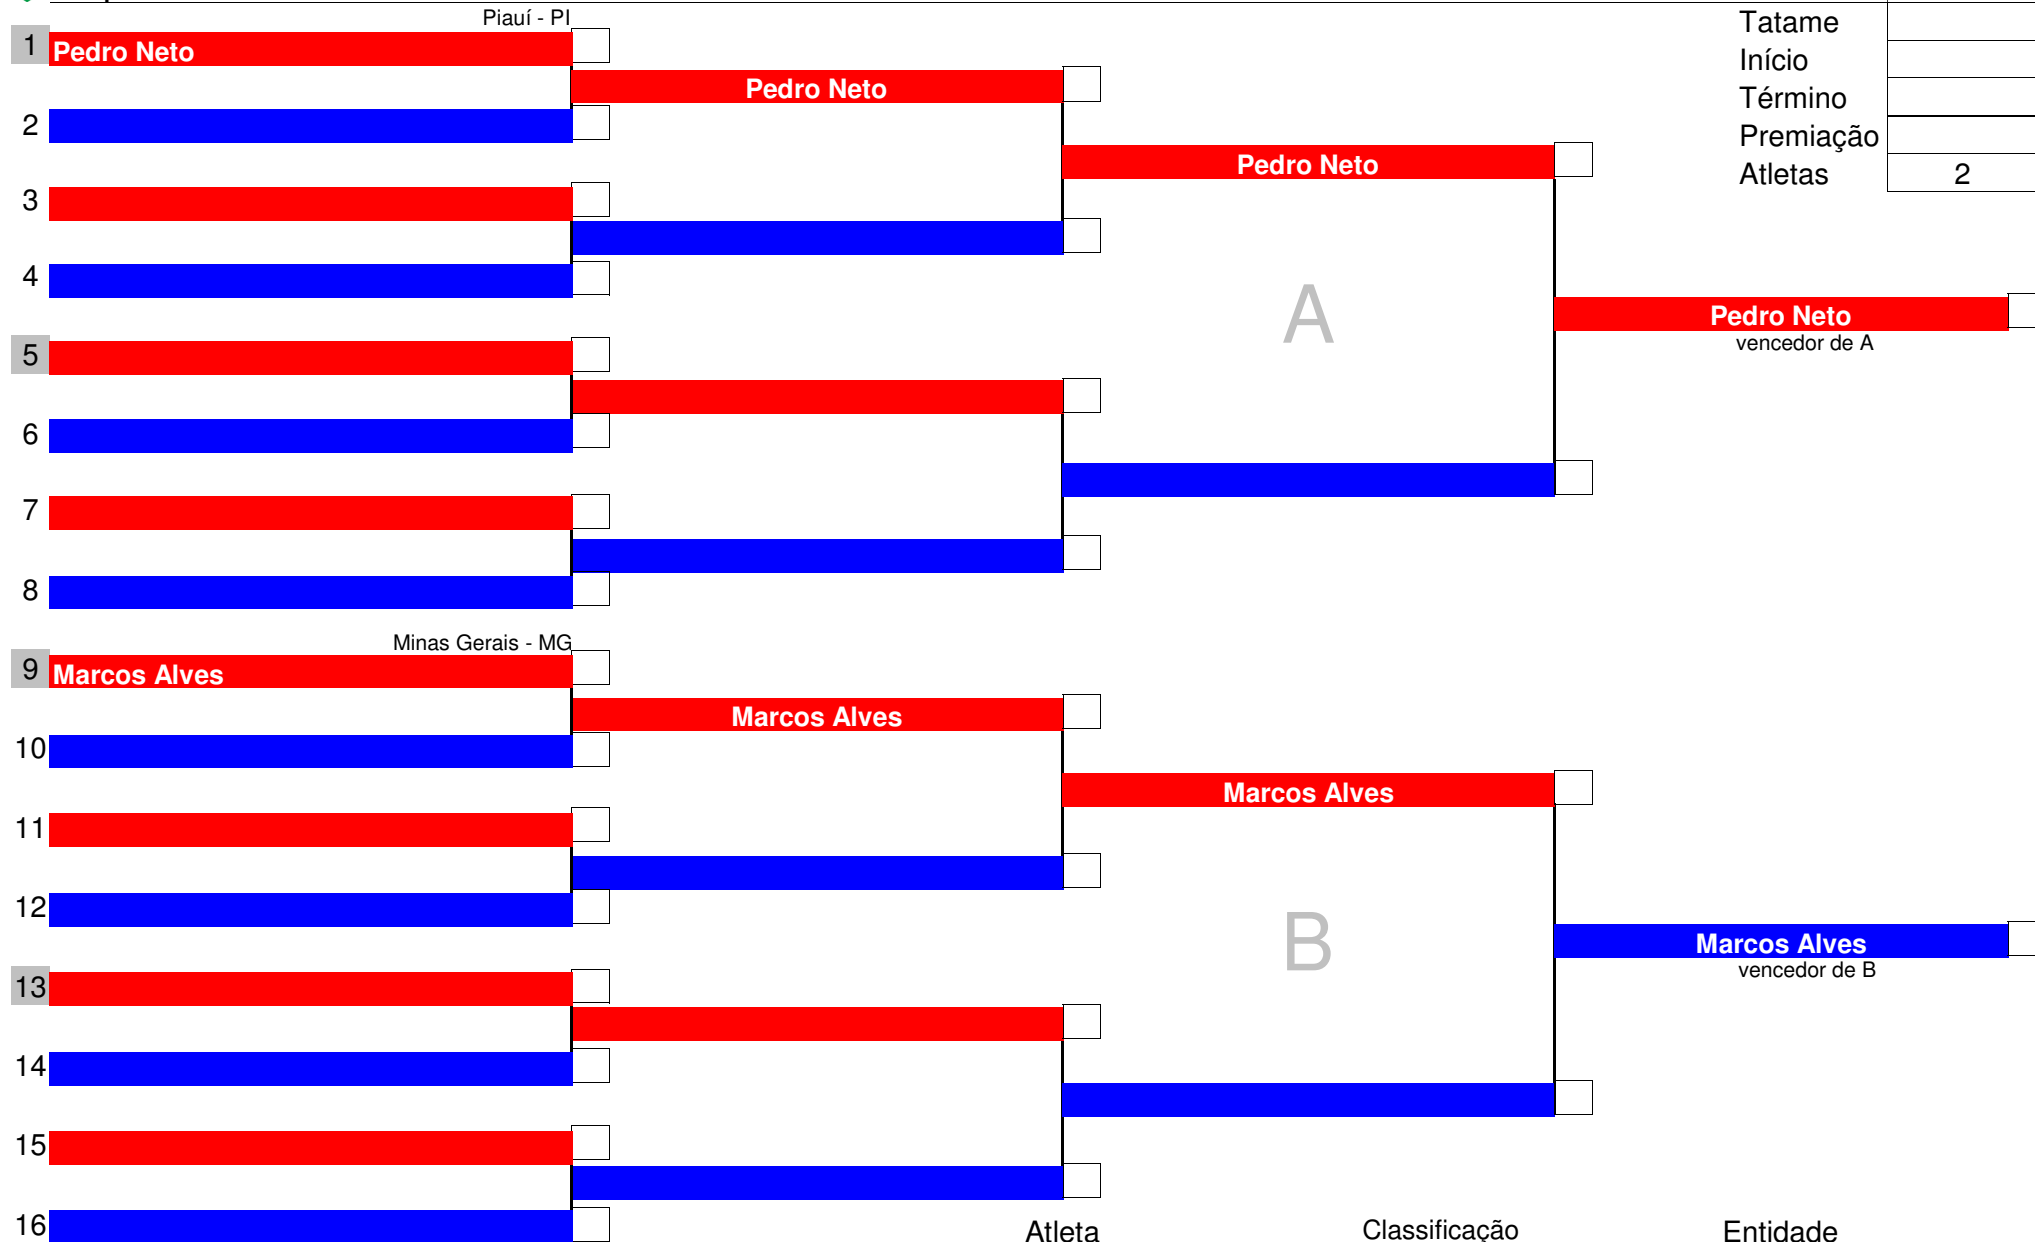 Piauí - PI
Tatame
1 Pedro Neto
Início
Pedro Neto
Término
2
Premiação
Pedro Neto
Atletas 2
3
4
A
Pedro Neto
vencedor de A
5
6
7
8
Minas Gerais - MG
9 Marcos Alves
Marcos Alves
10
Marcos Alves
11
12
B
Marcos Alves
vencedor de B
13
14
15
16
Atleta Classificação Entidade